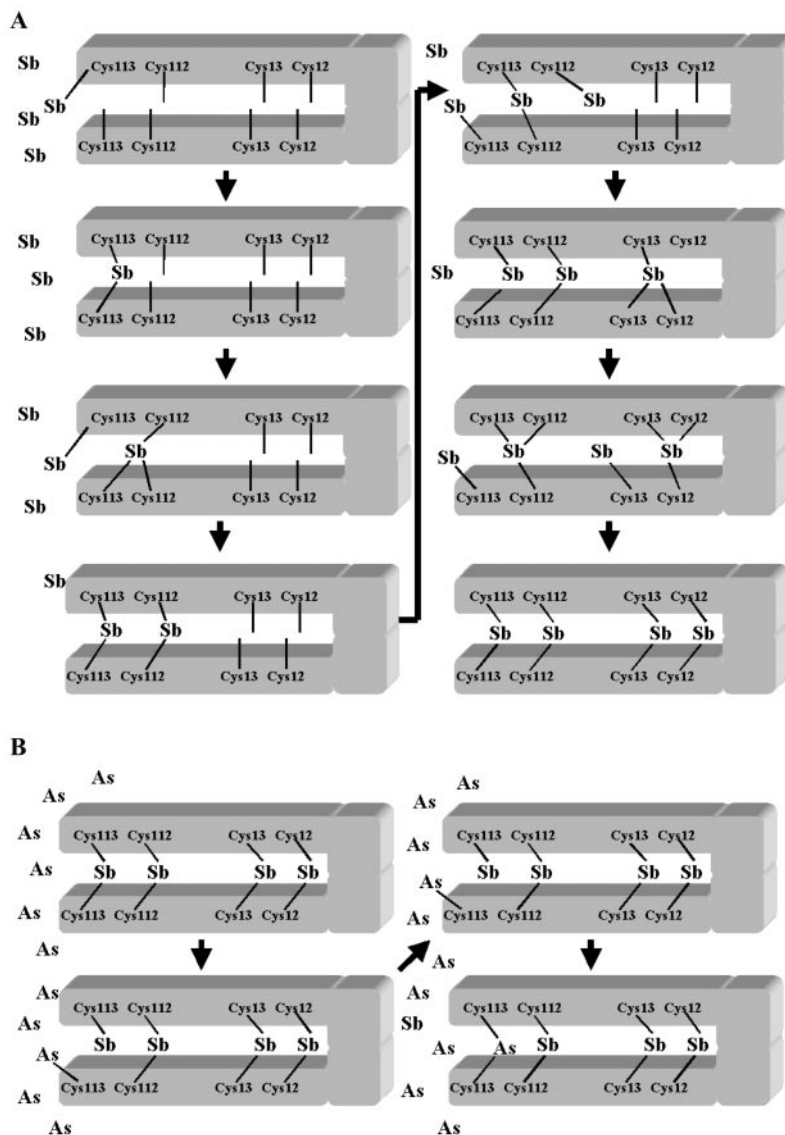 A
Sb
Cys113 Cys112 Cys13 Cys12
Sb
Sb
Cys113 Cys112 Cys13 Cys12
Sb
Sb Cys113 Cys112 Cys13 Cys12
Sb Sb
Cys113 Cys112 Cys13 Cys12
Sb
Sb Cys113 Cys112 Cys13 Cys12
Sb
Sb
Cys113 Cys112 Cys13 Cys12
Sb
Sb
Cys113 Cys112 Cys13 Cys12
Sb Sb
Cys113 Cys112 Cys13 Cys12
Sb
Cys113 Cys112 Cys13 Cys12
Sb Sb Sb
Cys113 Cys112 Cys13 Cys12
Cys113 Cys112 Cys13 Cys12
Sb Sb Sb Sb
Cys113 Cys112 Cys13 Cys12
Cys113 Cys112 Cys13 Cys12
Sb Sb Sb
Sb
Cys113 Cys112 Cys13 Cys12
Cys113 Cys112 Cys13 Cys12
Sb Sb Sb Sb
Cys113 Cys112 Cys13 Cys12
B
As
As
As Cys113 Cys112 Cys13 Cys12
As Sb Sb Sb Sb
As Cys113 Cys112 Cys13 Cys12
As
As
Cys113 Cys112 Cys13 Cys12
As
Sb Sb Sb Sb
As
Cys113 Cys112 Cys13 Cys12
As
As
As
As
Cys113 Cys112 Cys13 Cys12
As
Sb Sb Sb Sb
As
As Cys113 Cys112 Cys13 Cys12
As
As
Cys113 Cys112 Cys13 Cys12
Sb
As As Sb Sb Sb
Cys113 Cys112 Cys13 Cys12
As
As